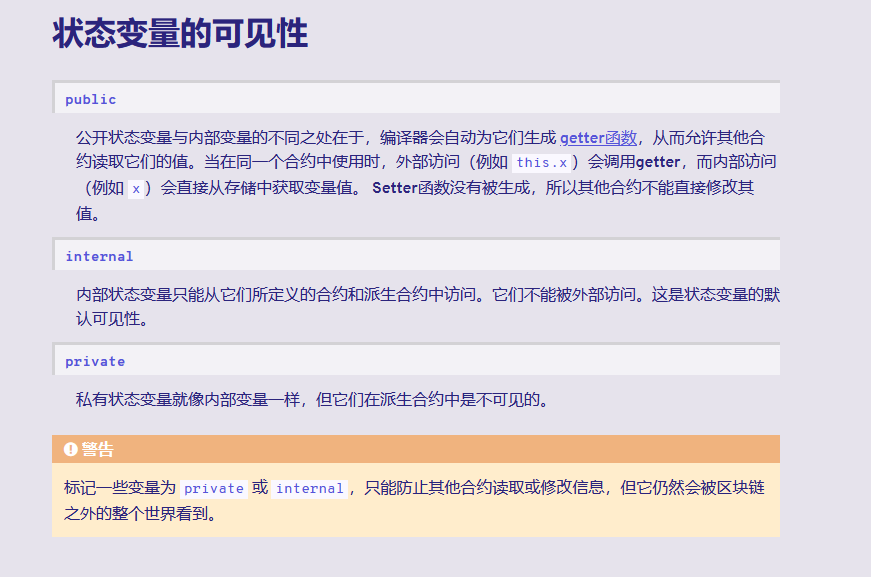 状态变量的可见性
public
公开状态变量与内部变量的不同之处在于，编译器会自动为它们生成 getter函数，从而允许其他合
约读取它们的值。当在同一个合约中使用时，外部访问（例如 this.x ）会调用getter，而内部访问
（例如 x ）会直接从存储中获取变量值。 Setter函数没有被生成，所以其他合约不能直接修改其
值。
internal
内部状态变量只能从它们所定义的合约和派生合约中访问。它们不能被外部访问。这是状态变量的默
认可见性。
private
私有状态变量就像内部变量一样，但它们在派生合约中是不可见的。
警告
标记一些变量为 private 或 internal ，只能防止其他合约读取或修改信息，但它仍然会被区块链
之外的整个世界看到。